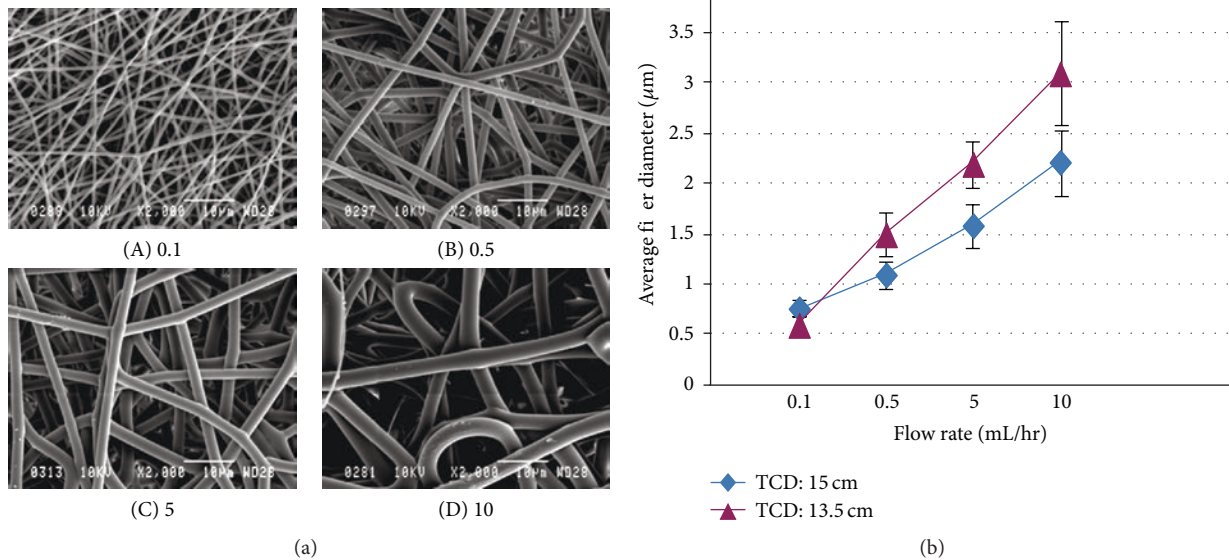 0289 10KV X2,000 10μm WD28
(A) 0.1
0297 10KV X2,000 10μm WD28
(B) 0.5
0313 10KV X2,000 10μm WD28
(C) 5
0281 10KV X2,000 10μm WD28
(D) 10
(a)
Average fi er diameter (μm)
3.5
3
2.5
2
1.5
1
0.5
0
0.1 0.5 5 10
Flow rate (mL/hr)
TCD: 15 cm
TCD: 13.5 cm
(b)